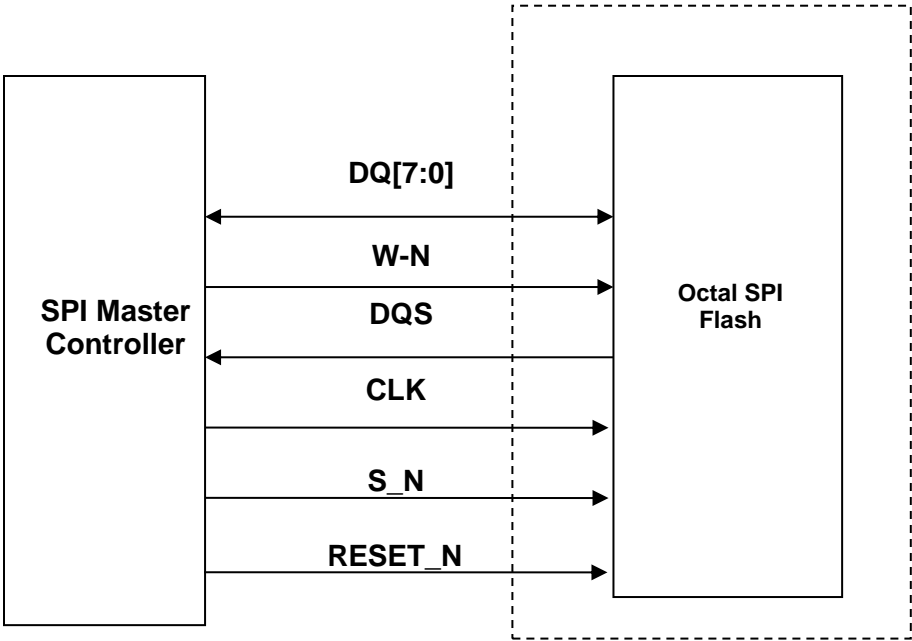 DQ[7:0]
W-N
DQS
CLK
S_N
RESET_N
SPI Master
Controller
Octal SPI
Flash